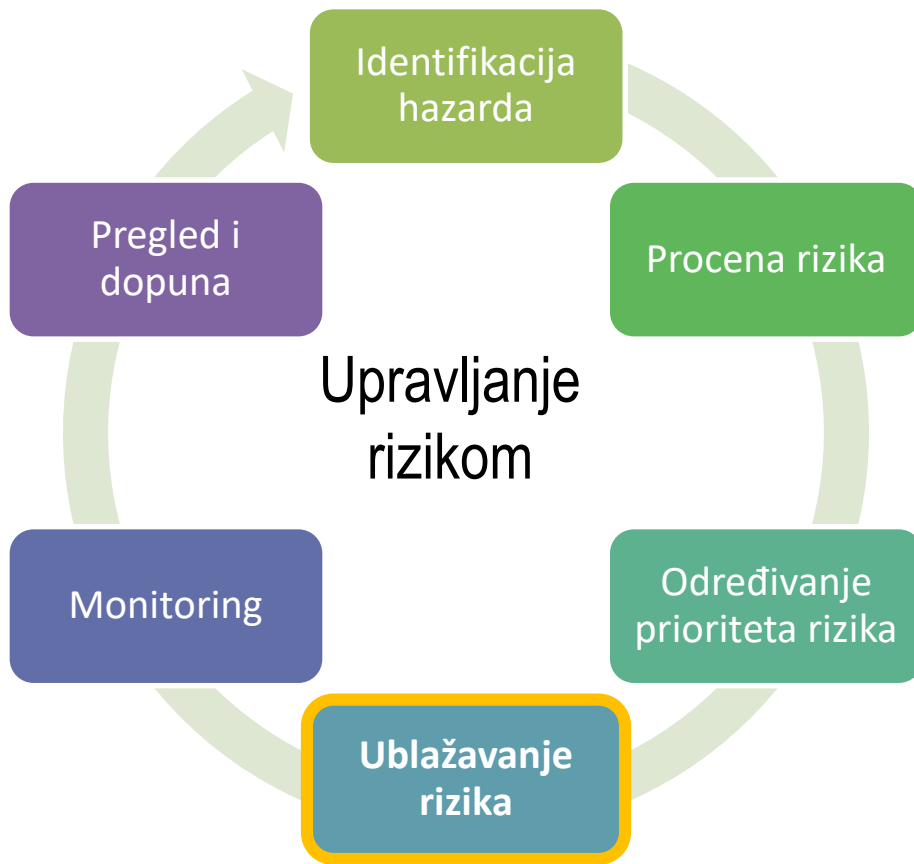 Identifikacija
hazarda
Procena rizika
Određivanje
prioriteta rizika
Ublažavanje
rizika
Monitoring
Pregled i
dopuna
Upravljanje
rizikom